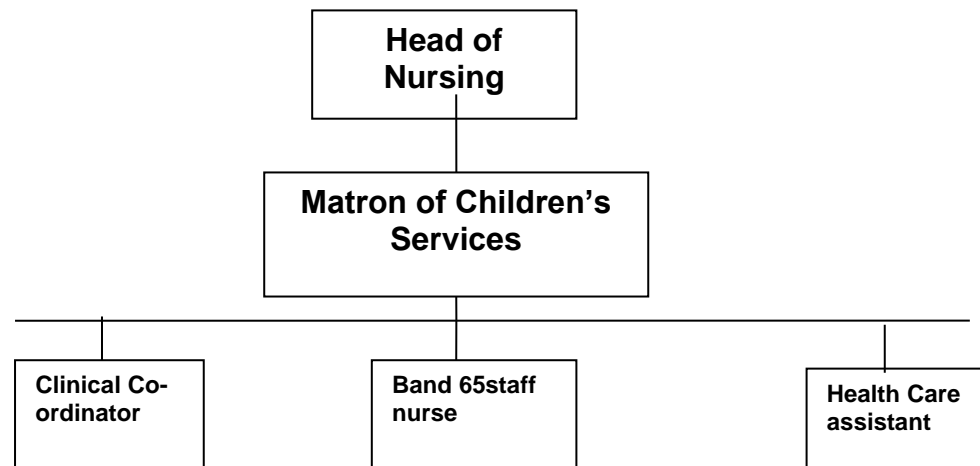 Head of
Nursing
Matron of Children’s
Services
Clinical Co-
ordinator
Band 65staff
nurse
Health Care
assistant